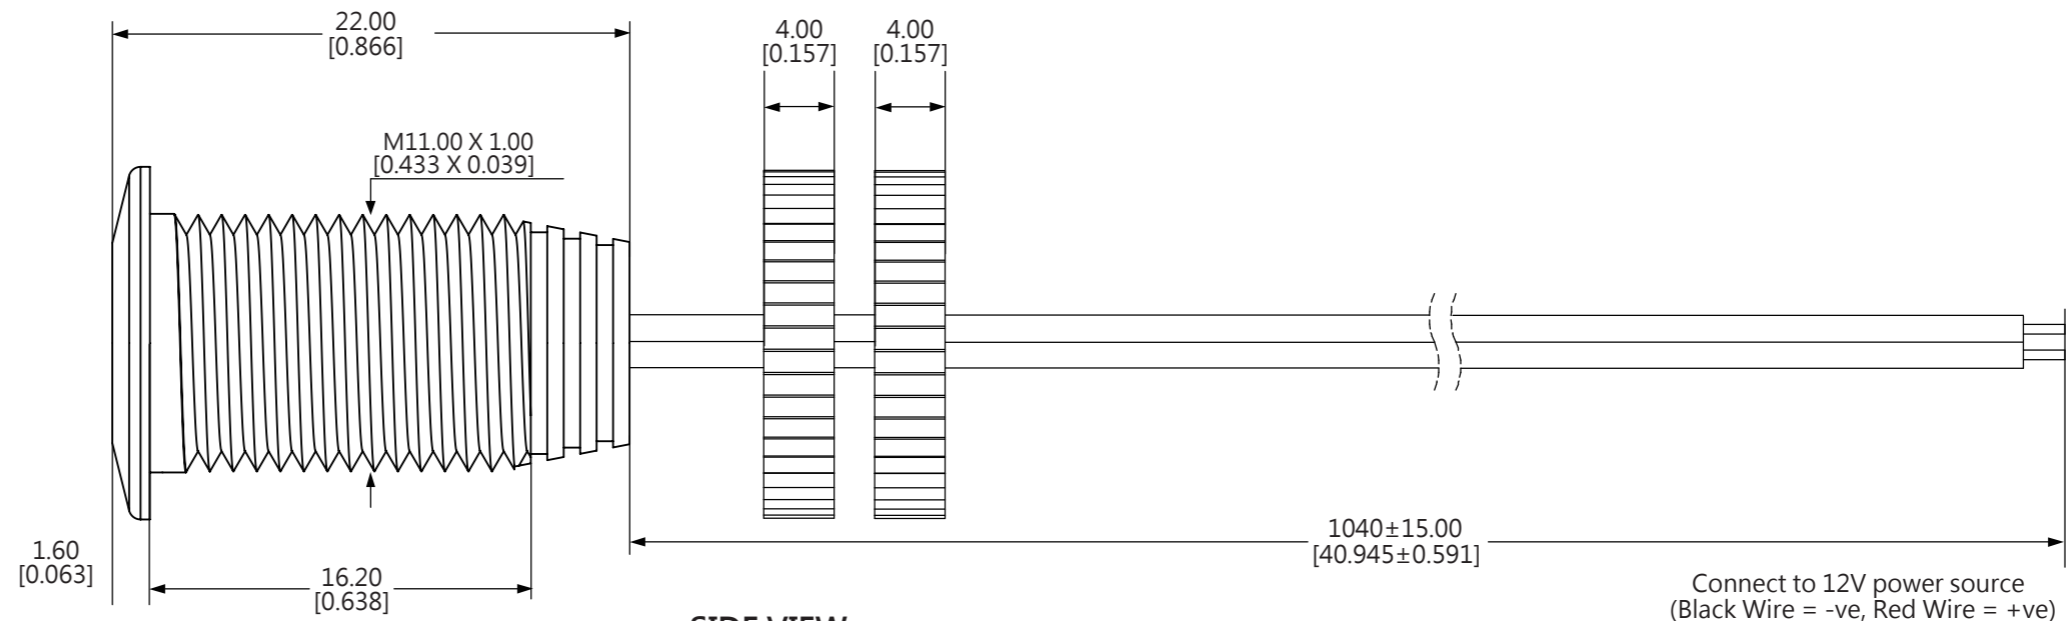 22.00
[0.866]
4.00
[0.157]
4.00
[0.157]
M11.00 X 1.00
[0.433 X 0.039]
1.60
[0.063]
16.20
[0.638]
1040±15.00
[40.945±0.591]
Connect to 12V power source
(Black Wire = -ve, Red Wire = +ve)
SIDE VIEW